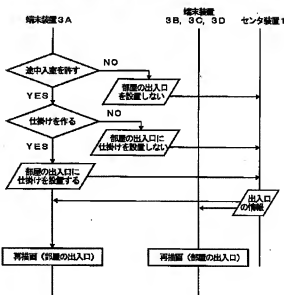 端末装置3A
端末装置
3B, 3C, 3D
センタ装置1
途中入室を許す
NO
部屋の出入口
を設置しない
YES
仕掛けを作る
NO
部屋の出入口に
仕掛けを設置しない
YES
部屋の出入口に
仕掛けを設置する
出入口
の情報
再描画(部屋の出入口)
再描画(部屋の出入口)